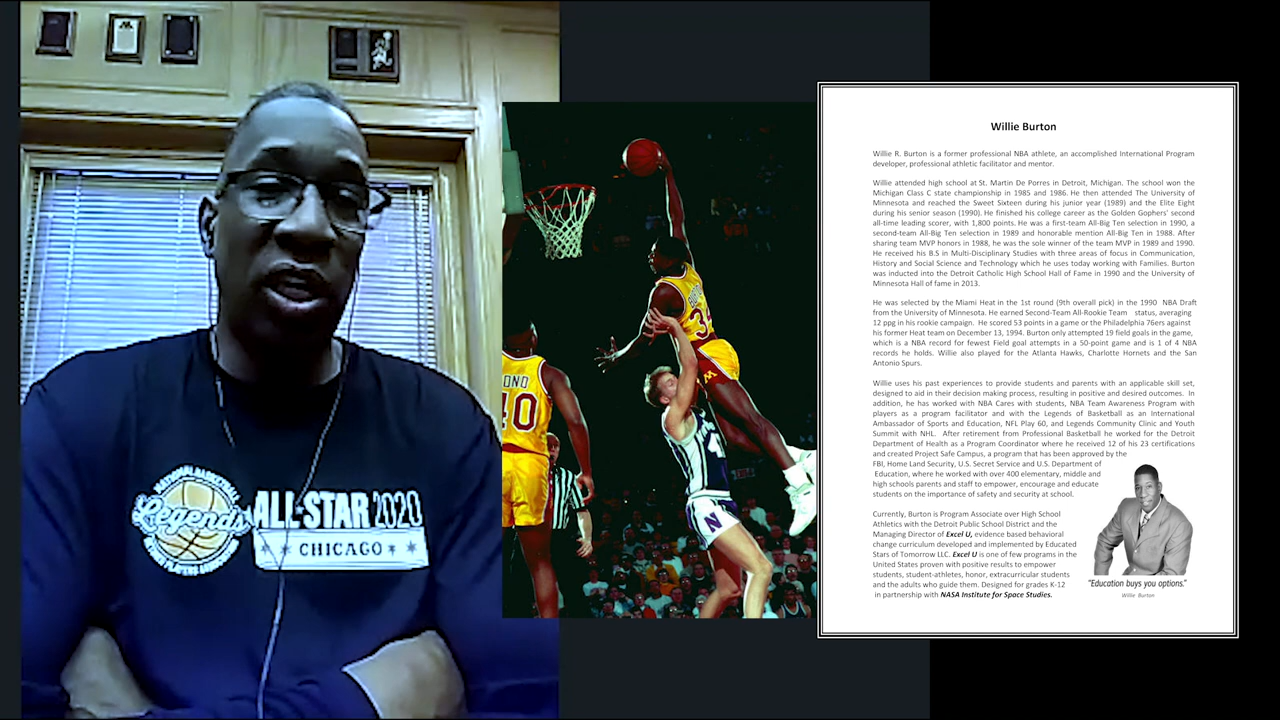 NATIONAL BASKETBALL
Legends
ALL-STAR 2020
CHICAGO
ONO
40
34
N
Willie Burton
Willie R. Burton is a former professional NBA athlete, an accomplished International Program
developer, professional athletic facilitator and mentor.
Willie attended high school at St. Martin De Porres in Detroit, Michigan. The school won the
Michigan Class C state championship in 1985 and 1986. He then attended The University of
Minnesota and reached the Sweet Sixteen during his junior year (1989) and the Elite Eight
during his senior season (1990). He finished his college career as the Golden Gophers' second
all-time leading scorer, with 1,800 points. He was a first-team All-Big Ten selection in 1990, a
second-team All-Big Ten selection in 1989 and honorable mention All-Big Ten in 1988. After
sharing team MVP honors in 1988, he was the sole winner of the team MVP in 1989 and 1990.
He received his B.S in Multi-Disciplinary Studies with three areas of focus in Communication,
History and Social Science and Technology which he uses today working with Families. Burton
was inducted into the Detroit Catholic High School Hall of Fame in 1990 and the University of
Minnesota Hall of fame in 2013.
He was selected by the Miami Heat in the 1st round (9th overall pick) in the 1990 NBA Draft
from the University of Minnesota. He earned Second-Team All-Rookie Team status, averaging
12 ppg in his rookie campaign. He scored 53 points in a game or the Philadelphia 76ers against
his former Heat team on December 13, 1994. Burton only attempted 19 field goals in the game,
which is a NBA record for fewest Field goal attempts in a 50-point game and is 1 of 4 NBA
records he holds. Willie also played for the Atlanta Hawks, Charlotte Hornets and the San
Antonio Spurs.
Willie uses his past experiences to provide students and parents with an applicable skill set,
designed to aid in their decision making process, resulting in positive and desired outcomes. In
addition, he has worked with NBA Cares with students, NBA Team Awareness Program with
players as a program facilitator and with the Legends of Basketball as an International
Ambassador of Sports and Education, NFL Play 60, and Legends Community Clinic and Youth
Summit with NHL. After retirement from Professional Basketball he worked for the Detroit
Department of Health as a Program Coordinator where he received 12 of his 23 certifications
and created Project Safe Campus, a program that has been approved by the
FBI, Home Land Security, U.S. Secret Service and U.S. Department of
Education, where he worked with over 400 elementary, middle and
high schools parents and staff to empower, encourage and educate
students on the importance of safety and security at school.
Currently, Burton is Program Associate over High School
Athletics with the Detroit Public School District and the
Managing Director of Excel U, evidence based behavioral
change curriculum developed and implemented by Educated
Stars of Tomorrow LLC. Excel U is one of few programs in the
United States proven with positive results to empower
students, student-athletes, honor, extracurricular students
and the adults who guide them. Designed for grades K-12
in partnership with NASA Institute for Space Studies.
"Education buys you options."
Willie Burton